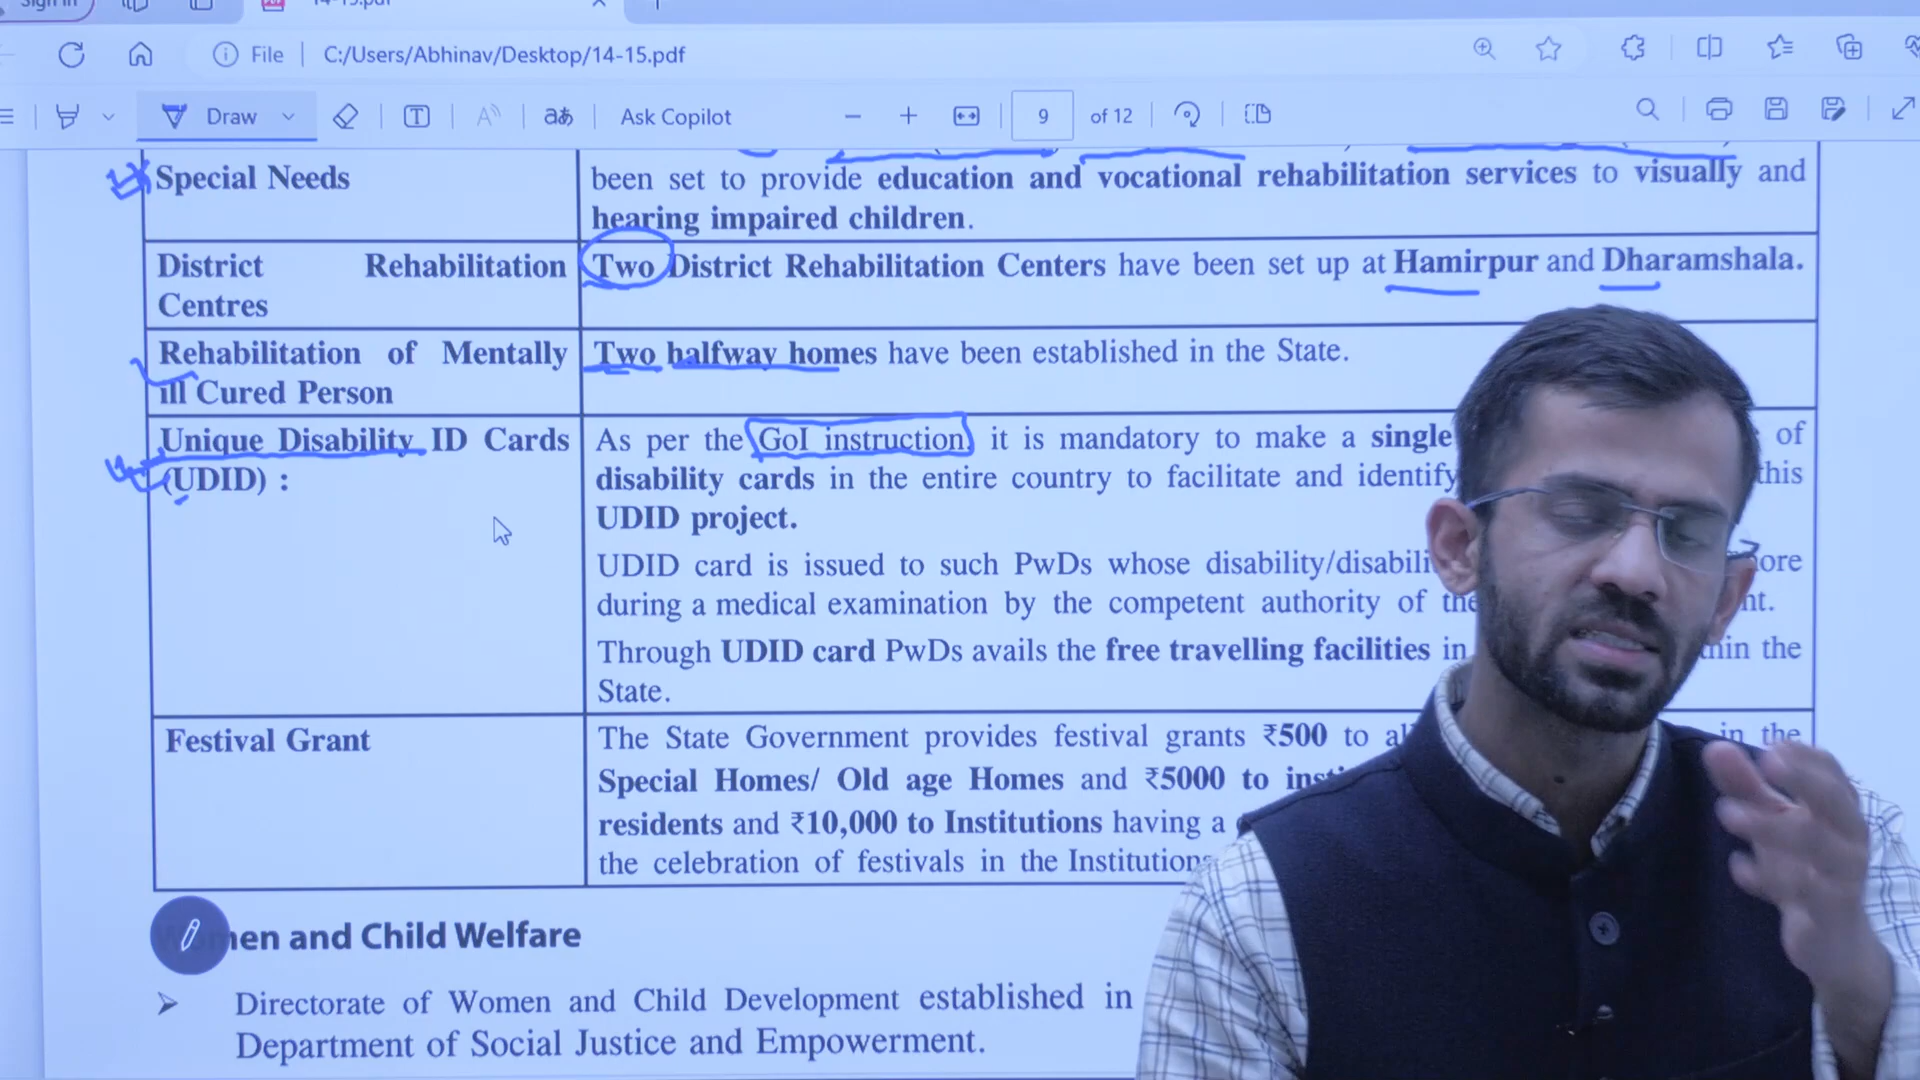 Sign in
14-15.pdf
File C:/Users/Abhinav/Desktop/14-15.pdf
Draw Ask Copilot 9 of 12
Special Needs
been set to provide education and vocational rehabilitation services to visually and
hearing impaired children.
District Rehabilitation
Centres
Two District Rehabilitation Centers have been set up at Hamirpur and Dharamshala.
Rehabilitation of Mentally
ill Cured Person
Two halfway homes have been established in the State.
Unique Disability ID Cards
(UDID) :
As per the GoI instruction it is mandatory to make a single of
disability cards in the entire country to facilitate and identify this
UDID project.
UDID card is issued to such PwDs whose
during a medical examination by the competent authority of the
Through UDID card PwDs avails the free travelling facilities in the
State.
Festival Grant
The State Government provides festival grants ₹500 to in the
Special Homes/ Old age Homes and ₹5000 to
residents and ₹10,000 to Institutions having a
the celebration of festivals in the Institutions
and Child Welfare
➤ Directorate of Women and Child Development established in
Department of Social Justice and Empowerment.